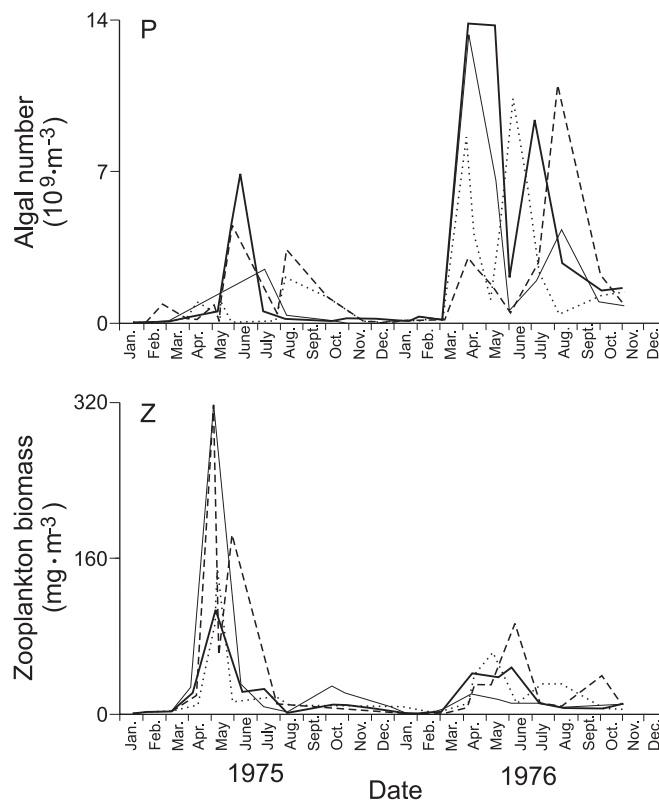 14
P
Algal number
(10⁹·m⁻³)
7
0
Jan. Feb. Mar. Apr. May June July Aug. Sept. Oct. Nov. Dec. Jan. Feb. Mar. Apr. May June July Aug. Sept. Oct. Nov. Dec.
320
Z
Zooplankton biomass
(mg·m⁻³)
160
0
Jan. Feb. Mar. Apr. May June July Aug. Sept. Oct. Nov. Dec. Jan. Feb. Mar. Apr. May June July Aug. Sept. Oct. Nov. Dec.
1975 1976
Date